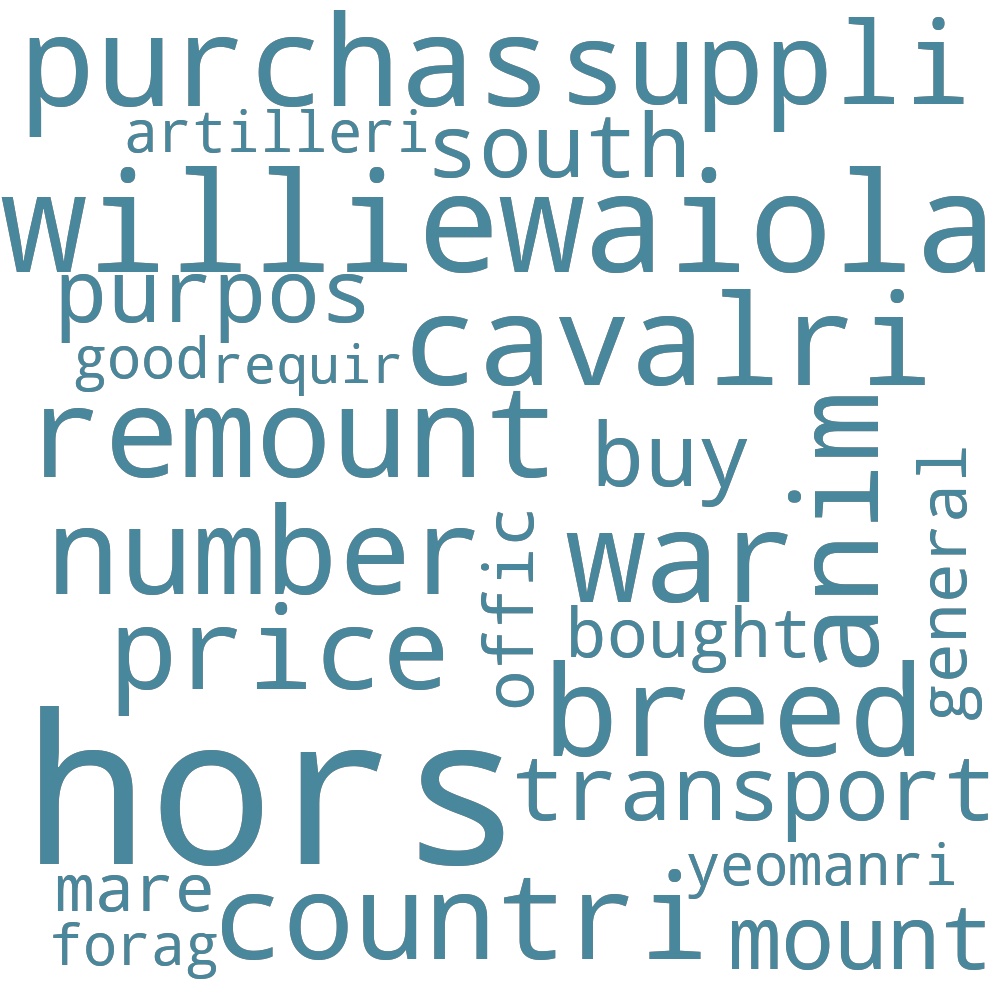 purchas suppli
artilleri south
williewaiola
purpos
cavalri
good requir
remount
buy
anim
general
number
offic
war
price
bought
breed
hors
transport
mare
countri
yeomanri
forag
mount